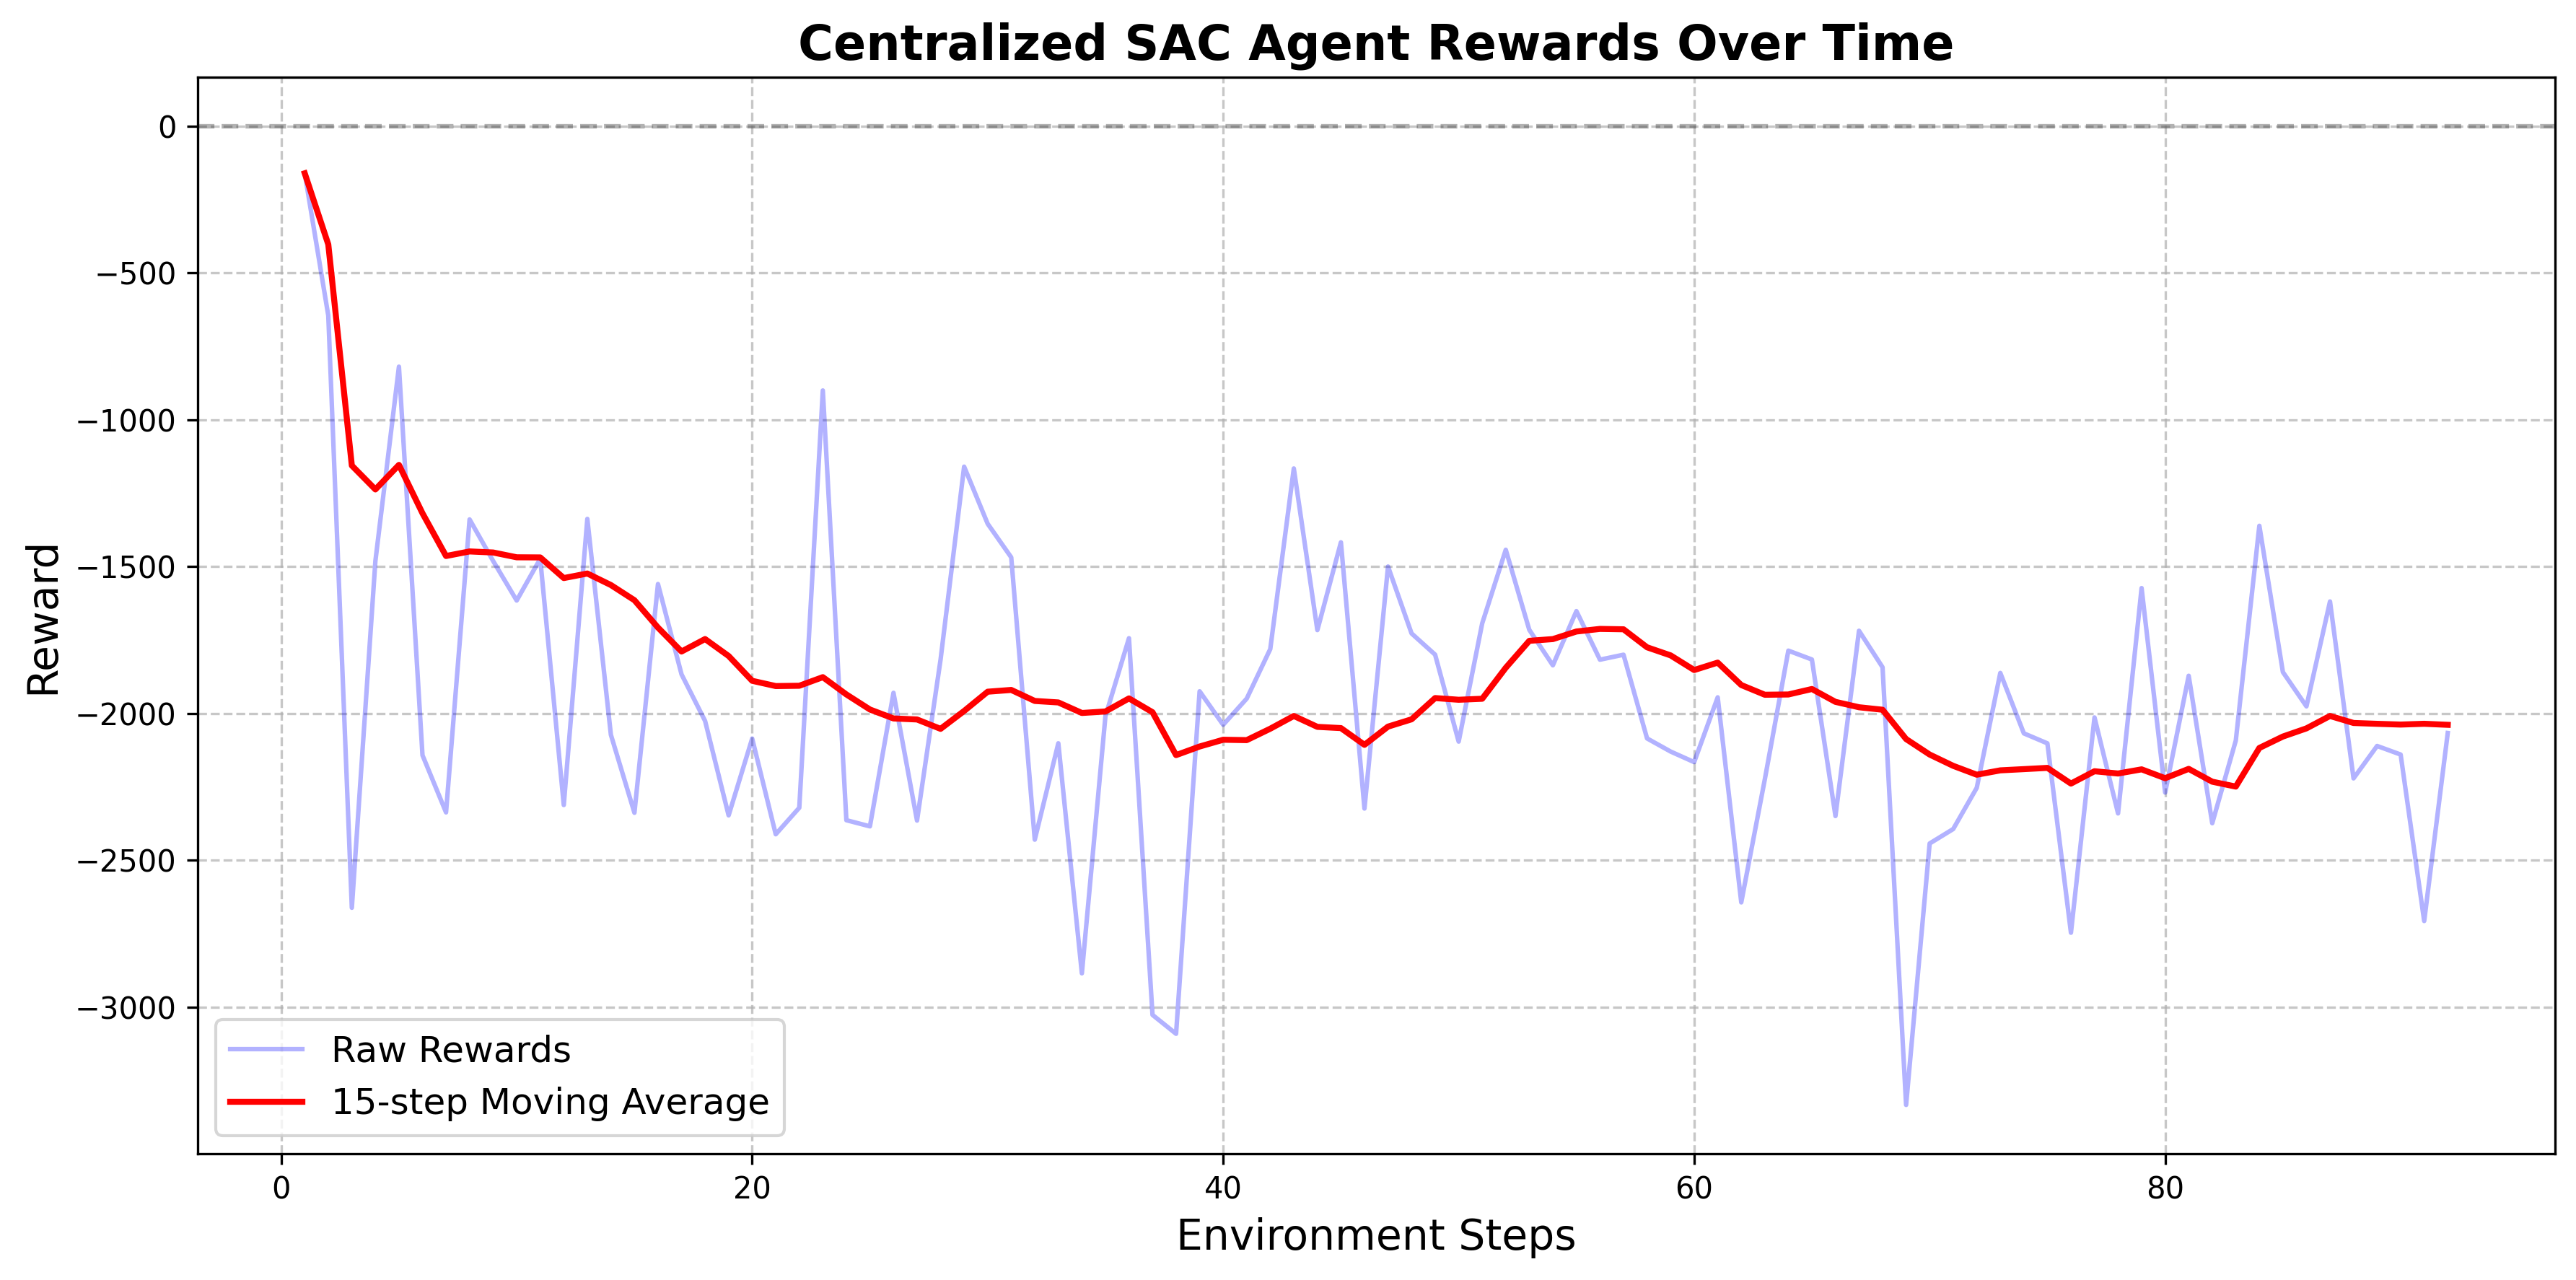 Centralized SAC Agent Rewards Over Time
Reward
0
−500
−1000
−1500
−2000
−2500
−3000
Raw Rewards
15-step Moving Average
0 20 40 60 80
Environment Steps